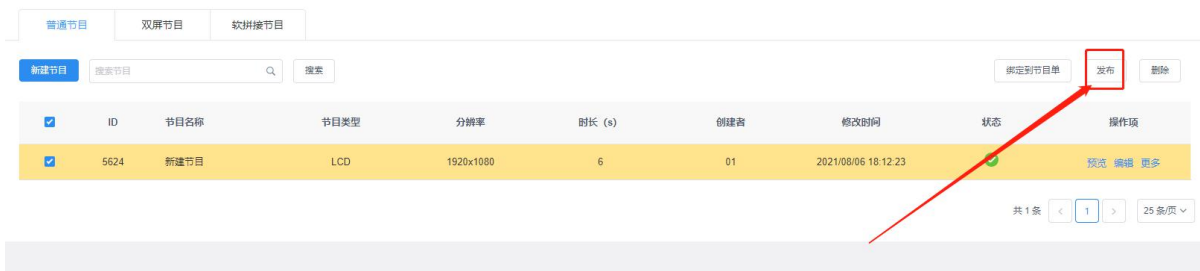 普通节目 双屏节目 软拼接节目
新建节目 搜索节目 搜索 绑定到节目单 发布 删除
ID 节目名称 节目类型 分辨率 时长（s） 创建者 修改时间 状态 操作项
5624 新建节目 LCD 1920x1080 6 01 2021/08/06 18:12:23 预览 编辑 更多
共1条 < 1 > 25条/页